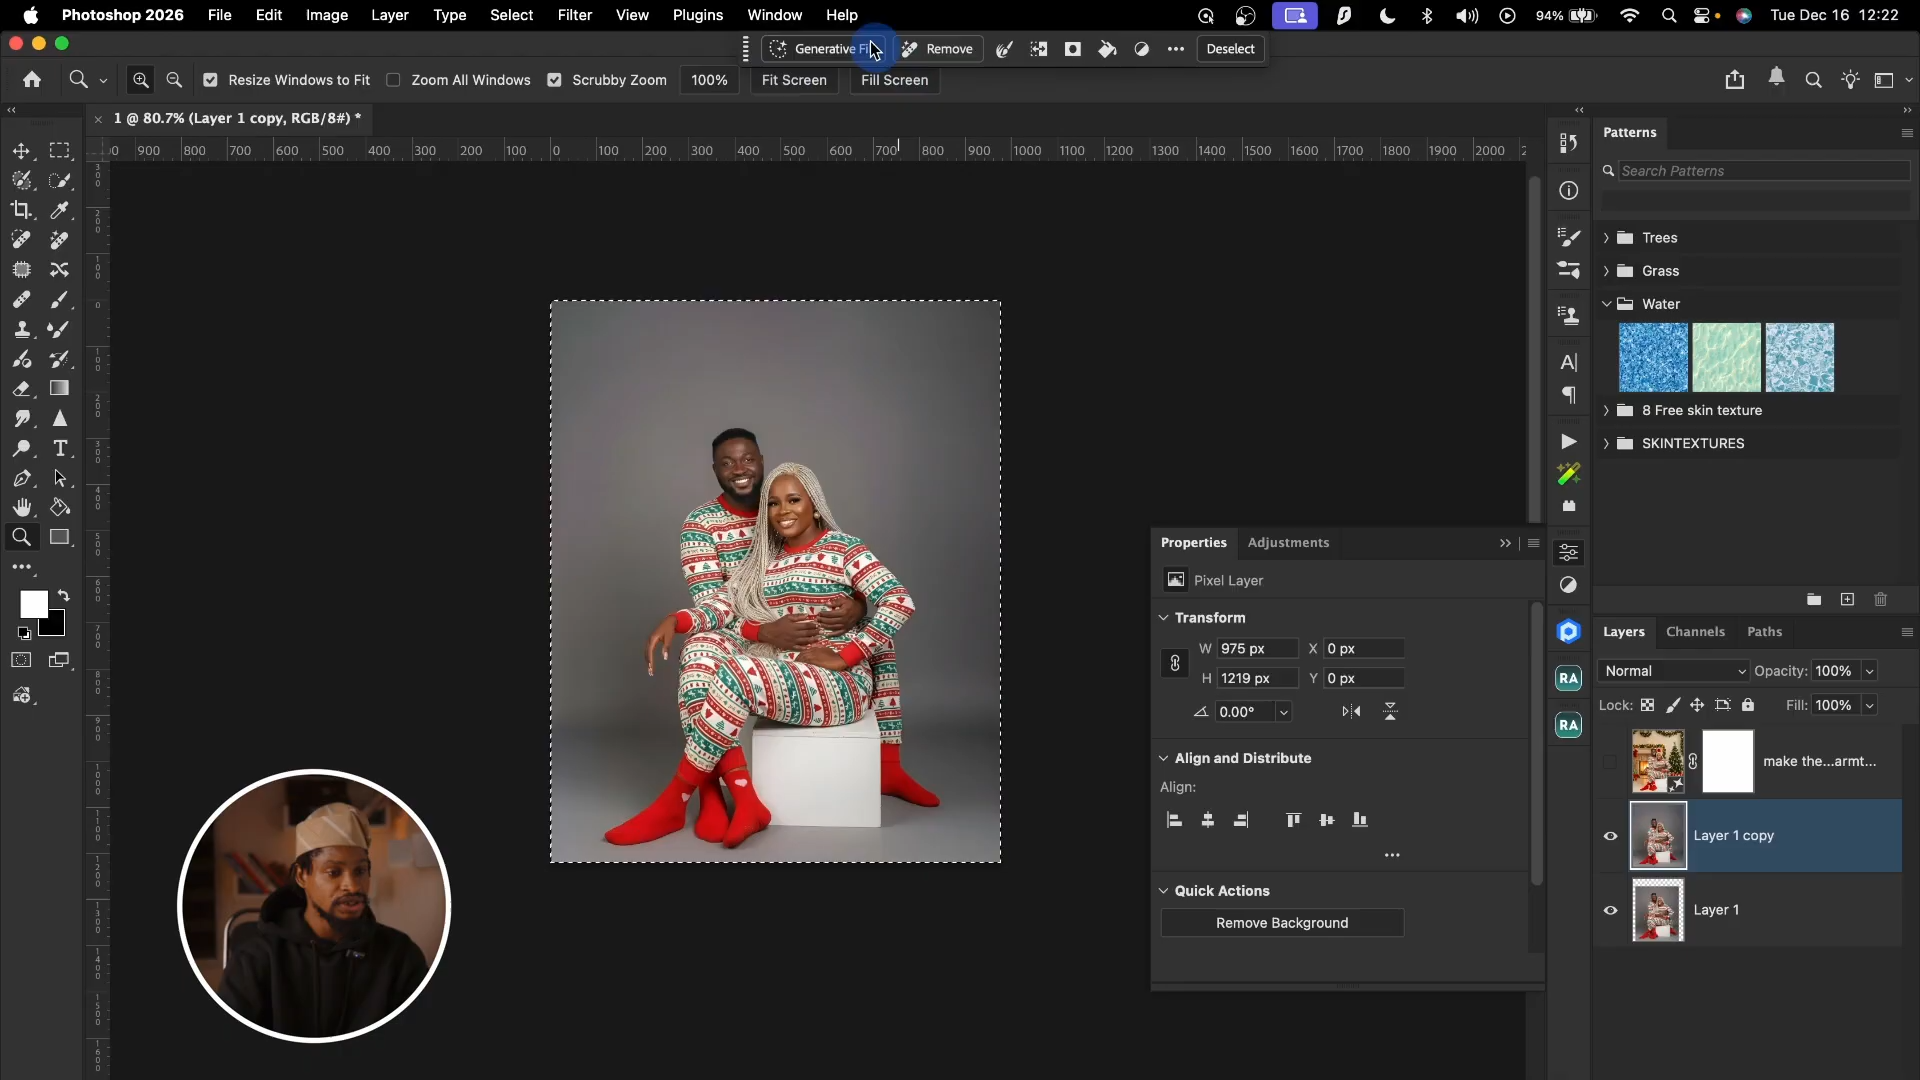 Photoshop 2026 File Edit Image Layer Type Select Filter View Plugins Window Help 94% Tue Dec 16 12:22
Generative Fi Remove Deselect
Resize Windows to Fit Zoom All Windows Scrubby Zoom 100% Fit Screen Fill Screen
1 @ 80.7% (Layer 1 copy, RGB/8#) *
00 900 800 700 600 500 400 300 200 100 0 100 200 300 400 500 600 700 800 900 1000 1100 1200 1300 1400 1500 1600 1700 1800 1900 2000 2
Patterns
Search Patterns
Trees
Grass
Water
8 Free skin texture
SKINTEXTURES
Properties Adjustments
Pixel Layer
Transform
W 975 px X 0 px
H 1219 px Y 0 px
0.00°
Align and Distribute
Align:
Quick Actions
Remove Background
RA
RA
Layers Channels Paths
Normal Opacity: 100%
Lock: Fill: 100%
make the...armt...
Layer 1 copy
Layer 1